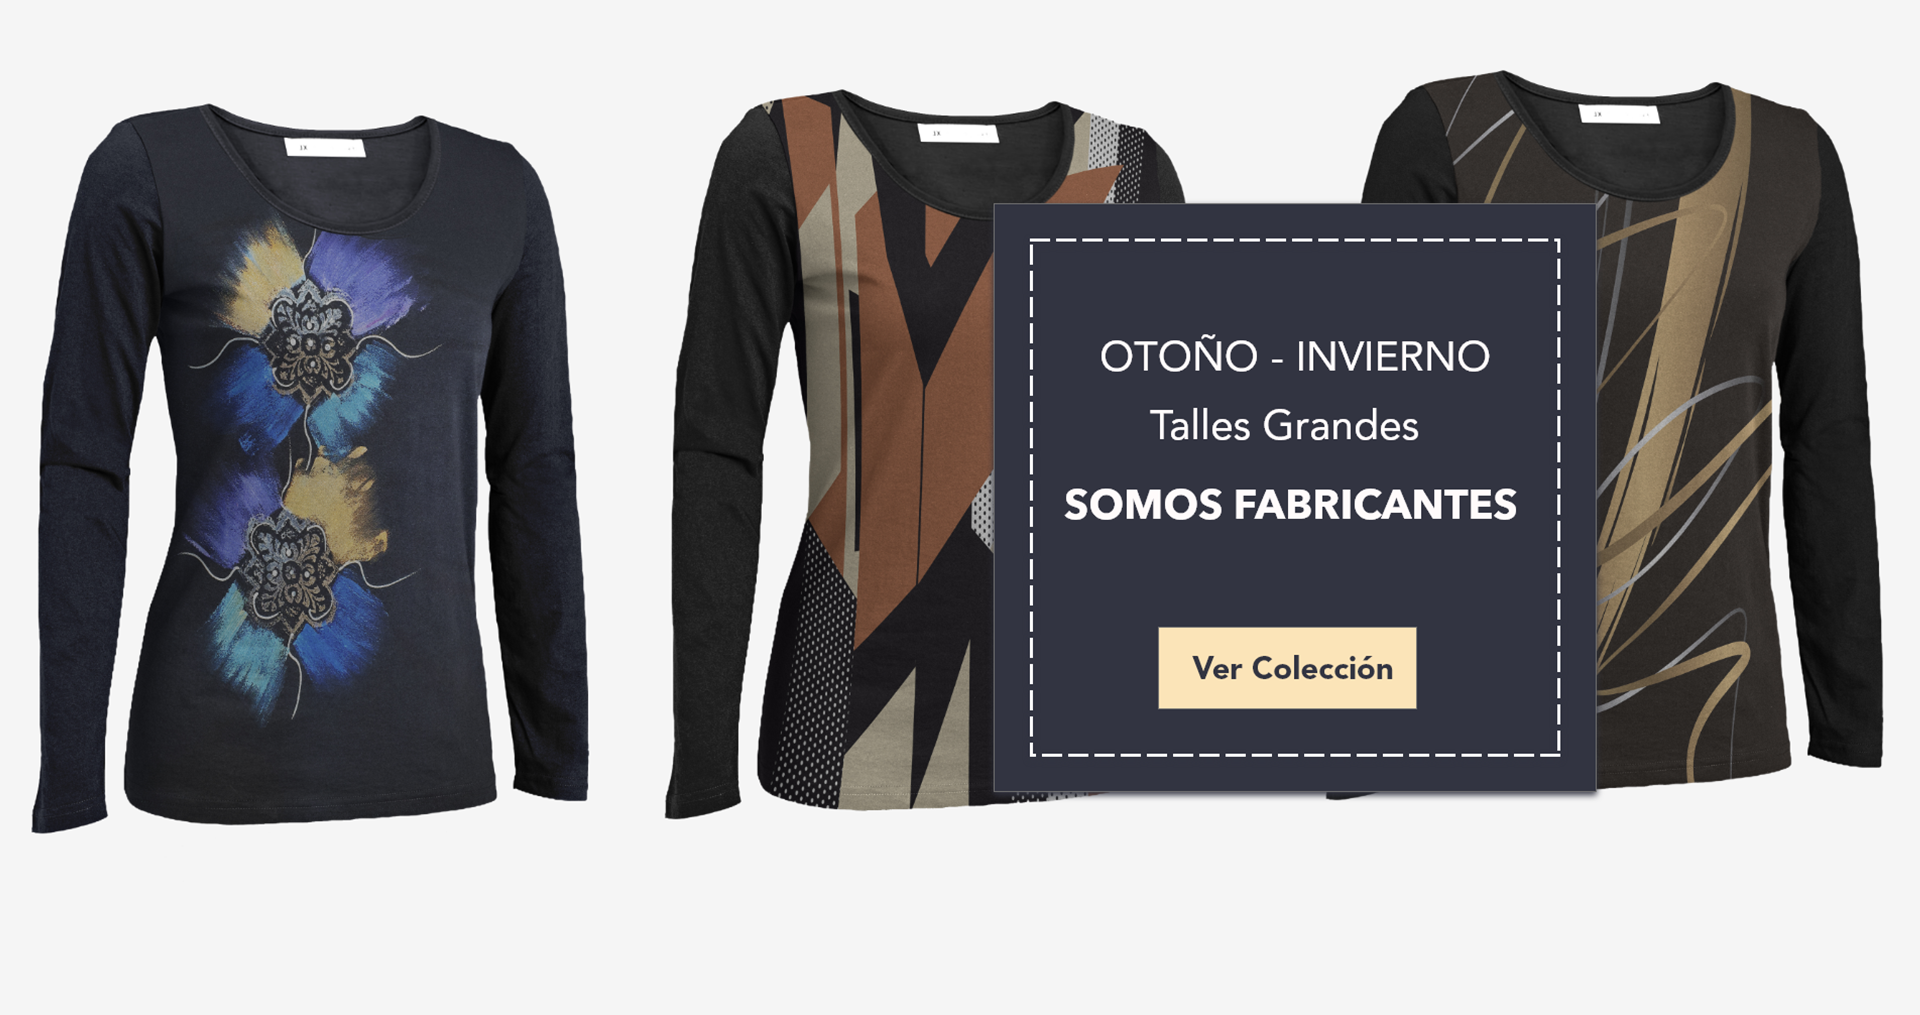 OTOÑO - INVIERNO
Talles Grandes
SOMOS FABRICANTES
Ver Colección